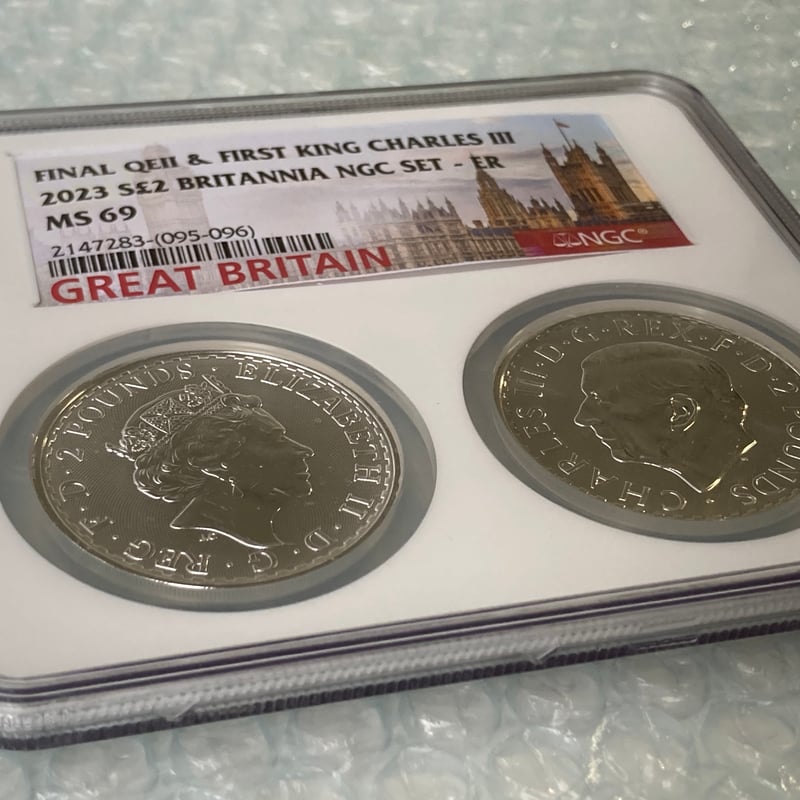 FINAL QEII & FIRST KING CHARLES III
2023 S£2 BRITANNIA NGC SET - ER
MS 69
2147283-(095-096)
NGC®
GREAT BRITAIN
ELIZABETH II · D · G · REG · F · D · 2 POUNDS ·
CHARLES III · D · G · REX · F · D · 2 POUNDS